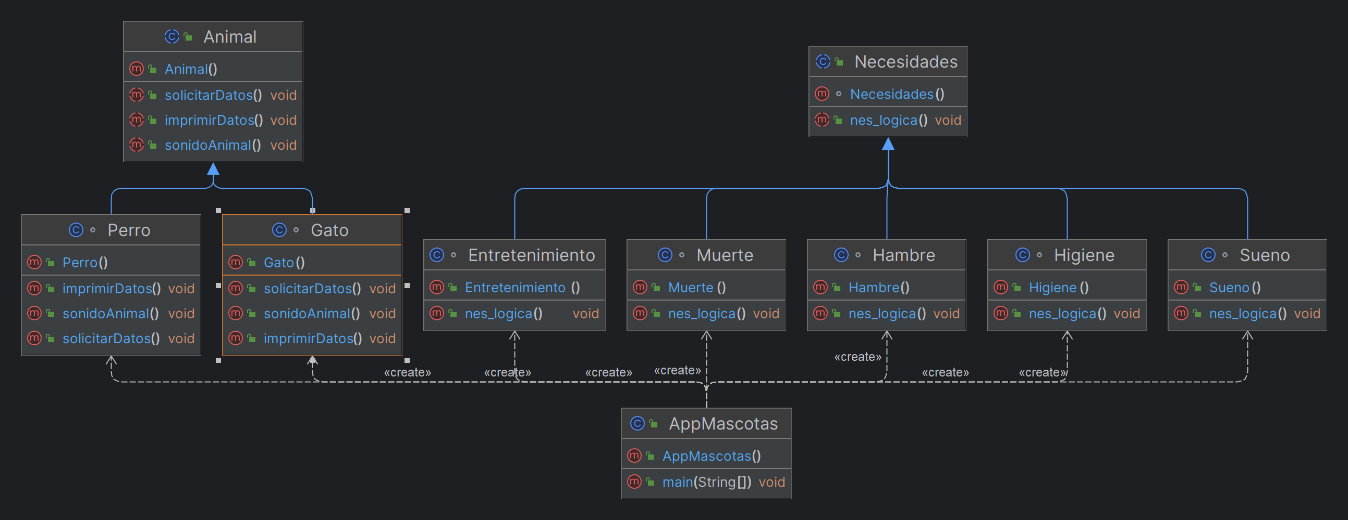 Animal
Animal()
solicitarDatos() void
imprimirDatos() void
sonidoAnimal() void
Necesidades
Necesidades()
nes_logica() void
Perro
Perro()
imprimirDatos() void
sonidoAnimal() void
solicitarDatos() void
Gato
Gato()
solicitarDatos() void
sonidoAnimal() void
imprimirDatos() void
Entretenimiento
Entretenimiento ()
nes_logica() void
Muerte
Muerte ()
nes_logica() void
Hambre
Hambre()
nes_logica() void
Higiene
Higiene ()
nes_logica() void
Sueno
Sueno()
nes_logica() void
«create»
«create»
«create»
«create»
«create»
«create»
«create»
AppMascotas
AppMascotas()
main(String[]) void